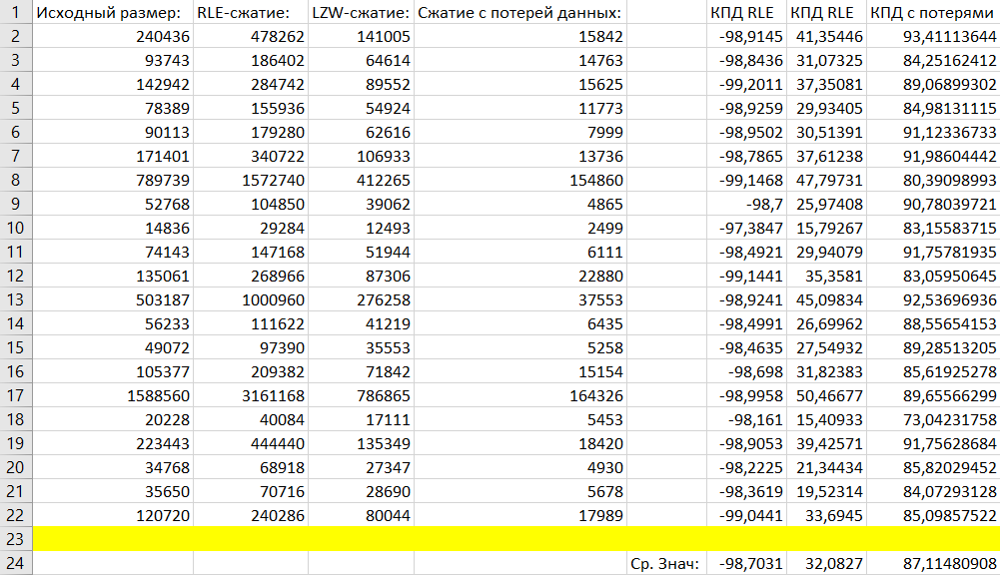 1 Исходный размер: RLE-сжатие: LZW-сжатие: Сжатие с потерей данных: КПД RLE КПД RLE КПД с потерями
2 240436 478262 141005 15842 -98,9145 41,35446 93,41113644
3 93743 186402 64614 14763 -98,8436 31,07325 84,25162412
4 142942 284742 89552 15625 -99,2011 37,35081 89,06899302
5 78389 155936 54924 11773 -98,9259 29,93405 84,98131115
6 90113 179280 62616 7999 -98,9502 30,51391 91,12336733
7 171401 340722 106933 13736 -98,7865 37,61238 91,98604442
8 789739 1572740 412265 154860 -99,1468 47,79731 80,39098993
9 52768 104850 39062 4865 -98,7 25,97408 90,78039721
10 14836 29284 12493 2499 -97,3847 15,79267 83,15583715
11 74143 147168 51944 6111 -98,4921 29,94079 91,75781935
12 135061 268966 87306 22880 -99,1441 35,3581 83,05950645
13 503187 1000960 276258 37553 -98,9241 45,09834 92,53696936
14 56233 111622 41219 6435 -98,4991 26,69962 88,55654153
15 49072 97390 35553 5258 -98,4635 27,54932 89,28513205
16 105377 209382 71842 15154 -98,698 31,82383 85,61925278
17 1588560 3161168 786865 164326 -98,9958 50,46677 89,65566299
18 20228 40084 17111 5453 -98,161 15,40933 73,04231758
19 223443 444440 135349 18420 -98,9053 39,42571 91,75628684
20 34768 68918 27347 4930 -98,2225 21,34434 85,82029452
21 35650 70716 28690 5678 -98,3619 19,52314 84,07293128
22 120720 240286 80044 17989 -99,0441 33,6945 85,09857522
23
24 Ср. Знач: -98,7031 32,0827 87,11480908